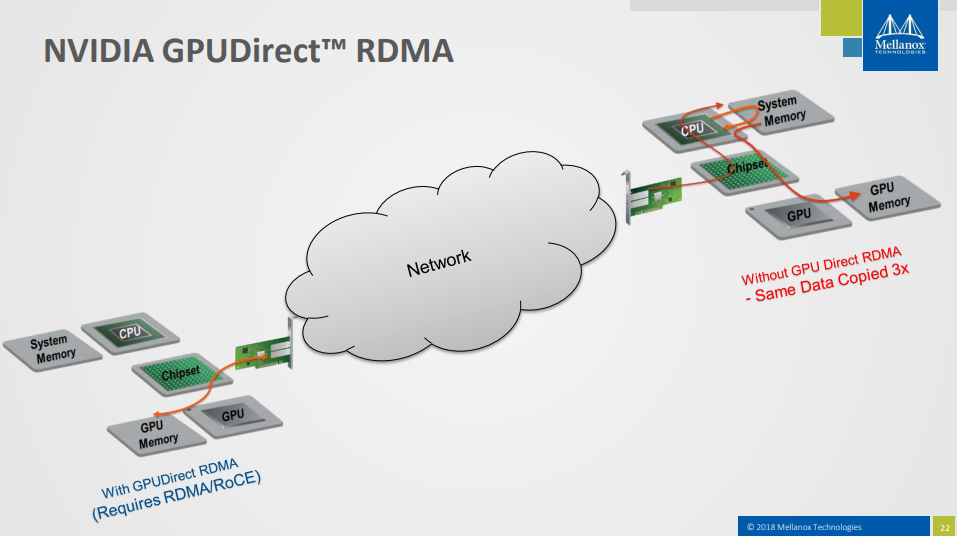 NVIDIA GPUDirect™ RDMA
Mellanox
TECHNOLOGIES
System
Memory
CPU
Chipset
GPU
Memory
GPU
Without GPU Direct RDMA
- Same Data Copied 3x
Network
CPU
System
Memory
Chipset
GPU
GPU
Memory
With GPUDirect RDMA
(Requires RDMA/RoCE)
© 2018 Mellanox Technologies
22